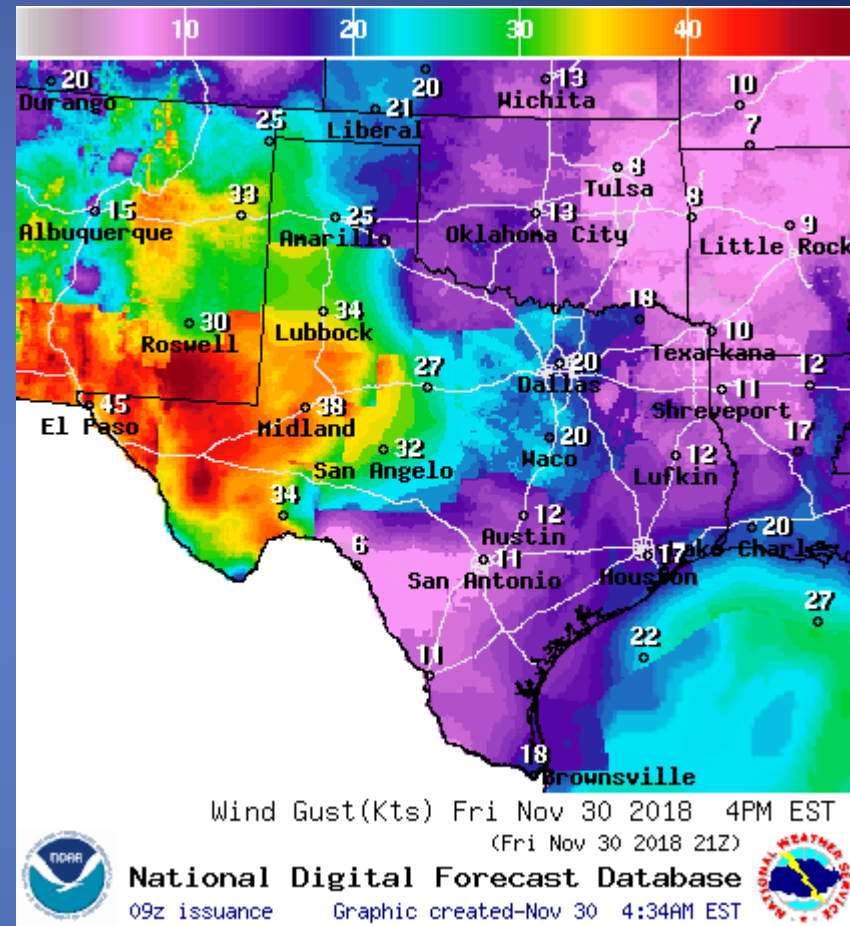 10 20 30 40
20 Durango
20
13 Wichita
10
21 Liberal
25
7
8 Tulsa
15 Albuquerque
33
25 Amarillo
13 Oklahoma City
8
9 Little Rock
30 Roswell
34 Lubbock
18
10 Texarkana
27
20 Dallas
11 Shreveport
12
45 El Paso
38 Midland
32 San Angelo
20 Waco
12 Lufkin
17
34
12 Austin
20 Lake Charle
6
11 San Antonio
17 Houston
27
22
11
18 Brownsville
Wind Gust(Kts) Fri Nov 30 2018 4PM EST
(Fri Nov 30 2018 21Z)
National Digital Forecast Database
09z issuance Graphic created-Nov 30 4:34AM EST
NOAA
NATIONAL WEATHER SERVICE